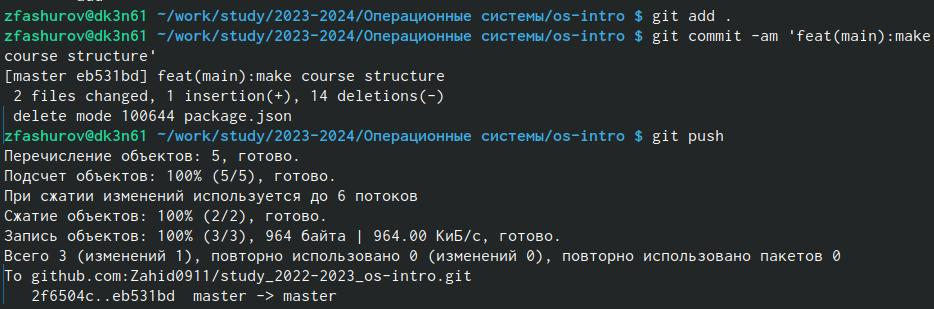 zfashurov@dk3n61 ~/work/study/2023-2024/Операционные системы/os-intro $ git add .
zfashurov@dk3n61 ~/work/study/2023-2024/Операционные системы/os-intro $ git commit -am 'feat(main):make
course structure'
[master eb531bd] feat(main):make course structure
 2 files changed, 1 insertion(+), 14 deletions(-)
 delete mode 100644 package.json
zfashurov@dk3n61 ~/work/study/2023-2024/Операционные системы/os-intro $ git push
Перечисление объектов: 5, готово.
Подсчет объектов: 100% (5/5), готово.
При сжатии изменений используется до 6 потоков
Сжатие объектов: 100% (2/2), готово.
Запись объектов: 100% (3/3), 964 байта | 964.00 КиБ/с, готово.
Всего 3 (изменений 1), повторно использовано 0 (изменений 0), повторно использовано пакетов 0
To github.com:Zahid0911/study_2022-2023_os-intro.git
   2f6504c..eb531bd  master -> master